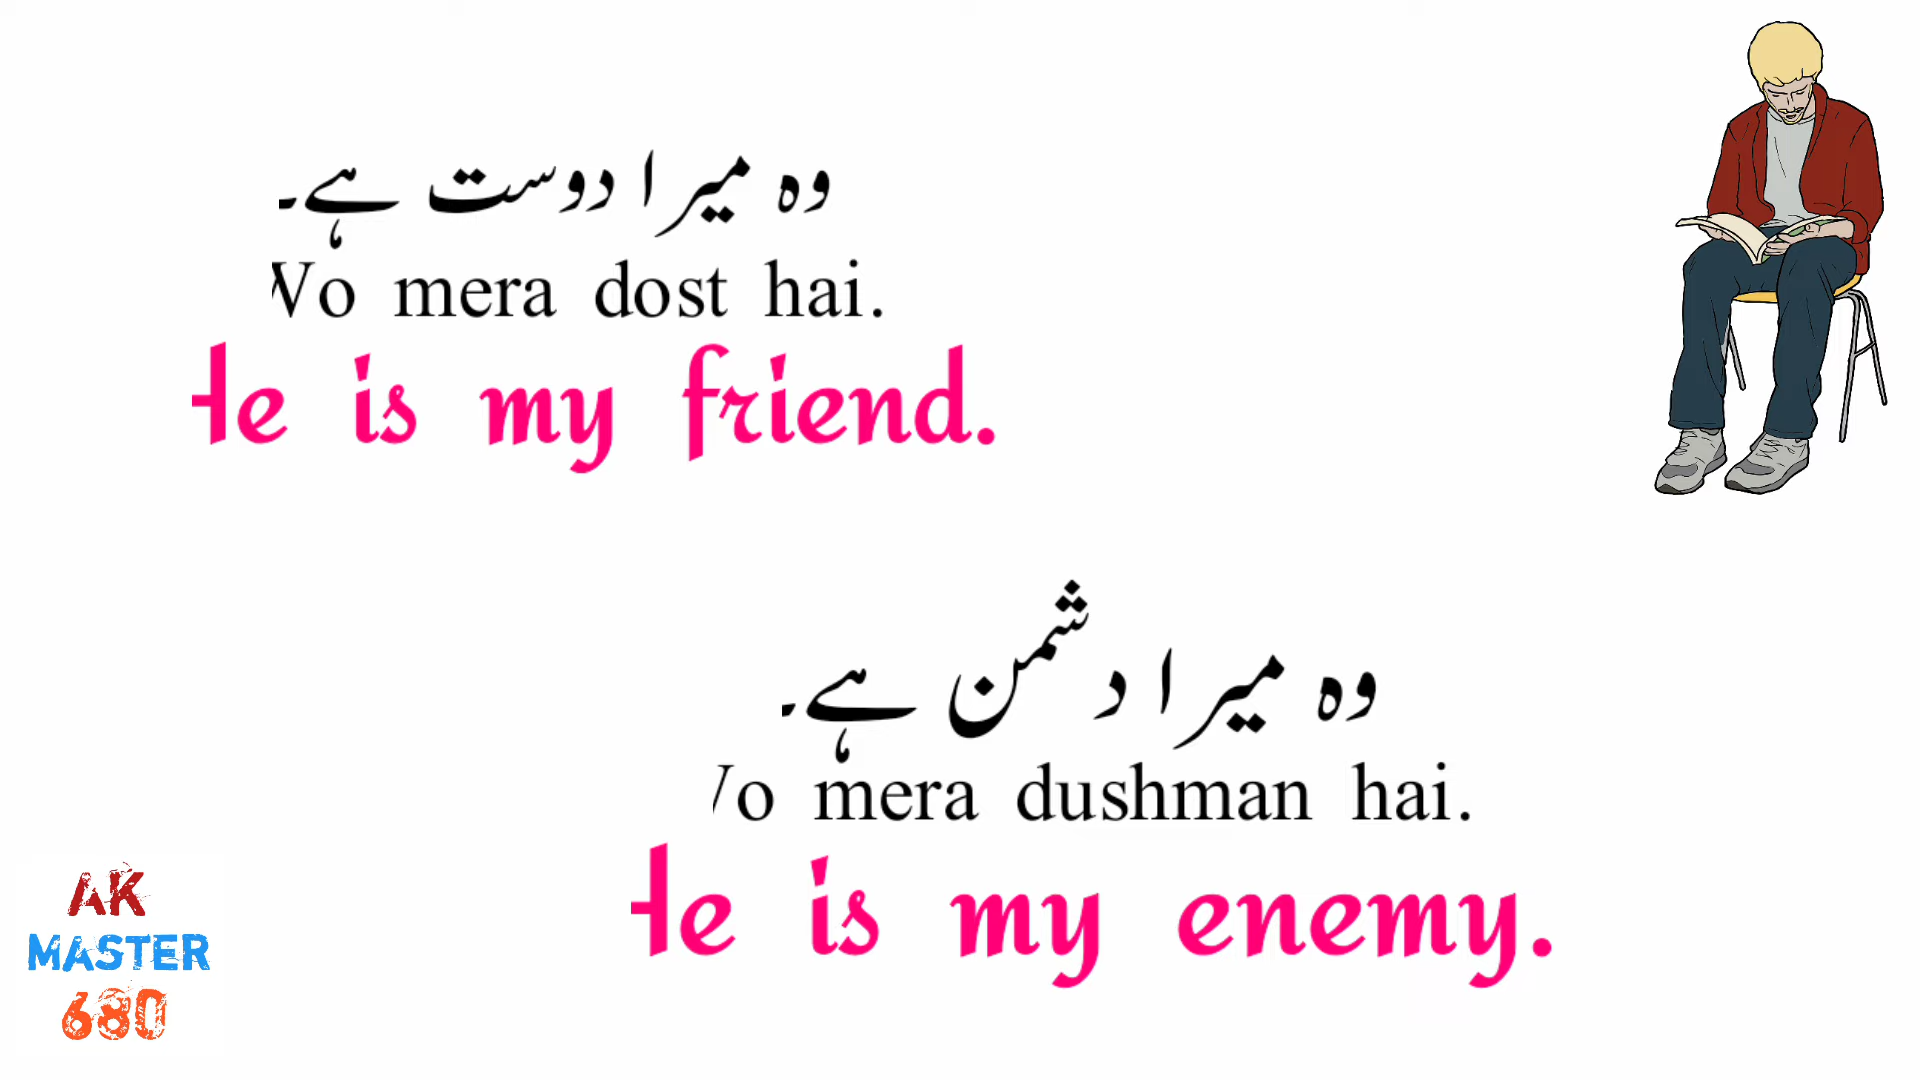 وہ میرا دوست ہے۔
Wo mera dost hai.
He is my friend.
وہ میرا دشمن ہے۔
Wo mera dushman hai.
He is my enemy.
AK
MASTER
680